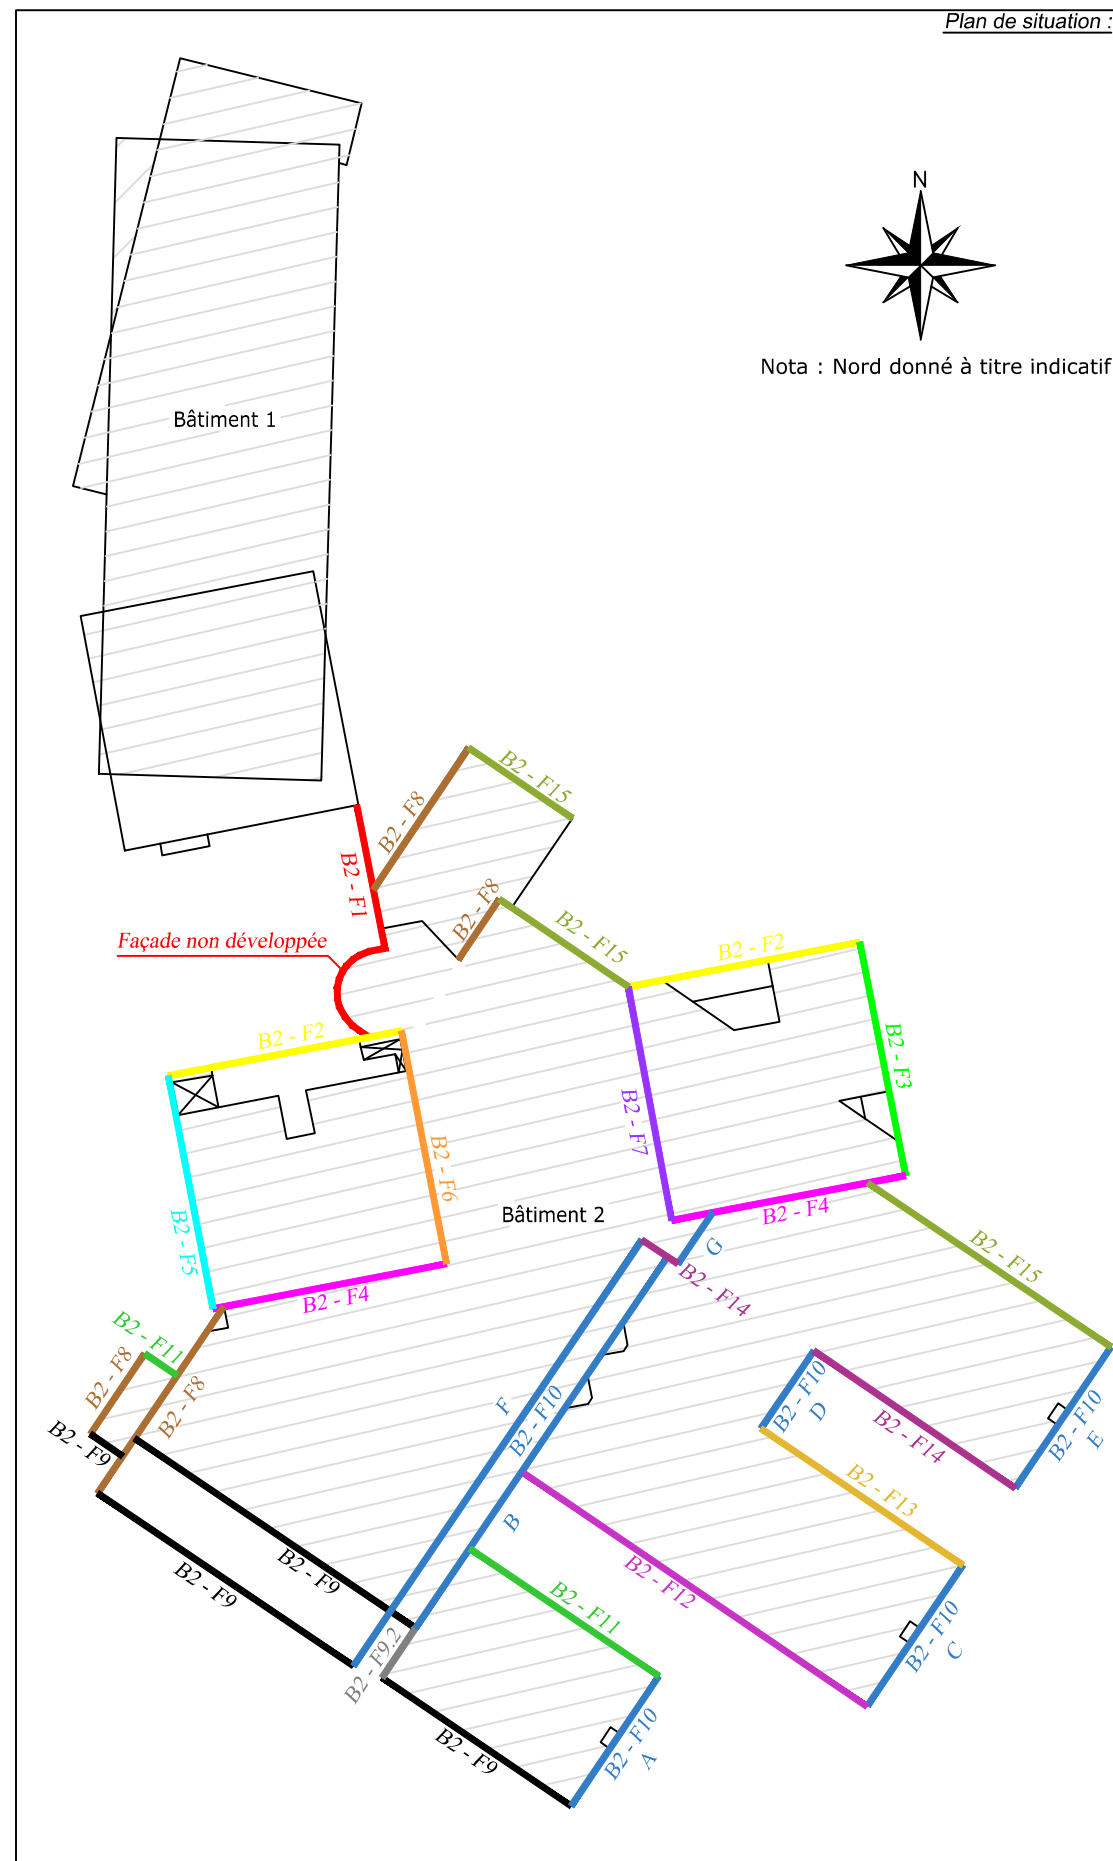 Plan de situation :
N
Nota : Nord donné à titre indicatif
Bâtiment 1
B2 - F15
B2 - F8
B2 - F1
B2 - F8
B2 - F15
Façade non développée
B2 - F2
B2 - F2
B2 - F3
B2 - F7
B2 - F6
B2 - F5
Bâtiment 2
B2 - F4
G
B2 - F15
B2 - F14
B2 - F4
B2 - F11
B2 - F8
B2 - F8
B2 - F9
F
B2 - F10
B
B2 - F10
D
B2 - F14
B2 - F10
E
B2 - F13
B2 - F9
B2 - F9
B2 - F12
B2 - F11
B2 - F10
C
B2 - F9.2
B2 - F9
B2 - F10
A